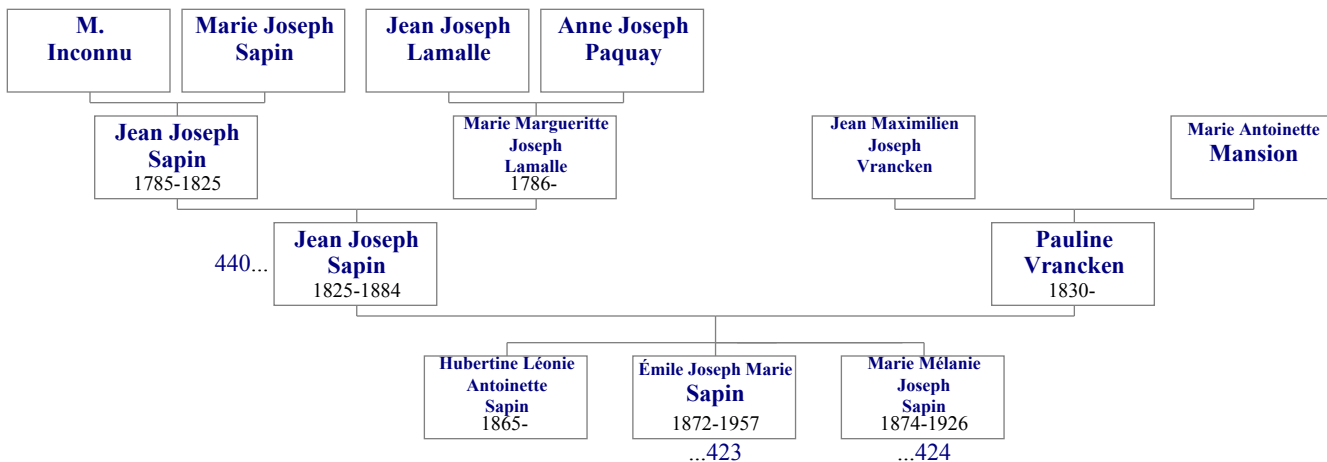 M.
Inconnu
Marie Joseph
Sapin
Jean Joseph
Lamalle
Anne Joseph
Paquay
Jean Joseph
Sapin
1785-1825
Marie Margueritte
Joseph
Lamalle
1786-
Jean Maximilien
Joseph
Vrancken
Marie Antoinette
Mansion
440...
Jean Joseph
Sapin
1825-1884
Pauline
Vrancken
1830-
Hubertine Léonie
Antoinette
Sapin
1865-
Émile Joseph Marie
Sapin
1872-1957
...423
Marie Mélanie
Joseph
Sapin
1874-1926
...424